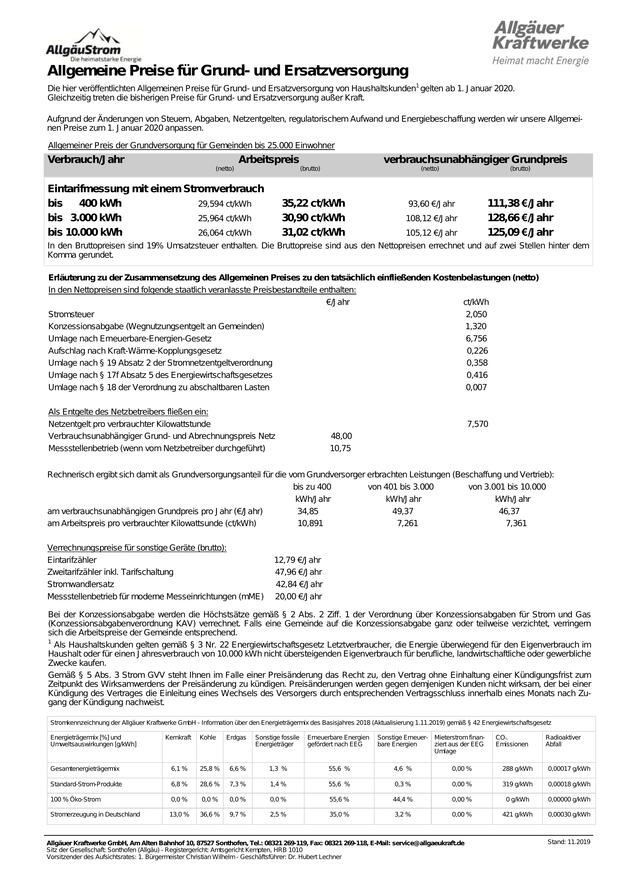 AllgäuStrom
Die heimatstarke Energie
Allgäuer
Kraftwerke
Heimat macht Energie
Allgemeine Preise für Grund- und Ersatzversorgung
Die hier veröffentlichten Allgemeinen Preise für Grund- und Ersatzversorgung von Haushaltskunden¹ gelten ab 1. Januar 2020.
Gleichzeitig treten die bisherigen Preise für Grund- und Ersatzversorgung außer Kraft.
Aufgrund der Änderungen von Steuern, Abgaben, Netzentgelten, regulatorischem Aufwand und Energiebeschaffung werden wir unsere Allgemei-
nen Preise zum 1. Januar 2020 anpassen.
Allgemeiner Preis der Grundversorgung für Gemeinden bis 25.000 Einwohner
Verbrauch/Jahr Arbeitspreis verbrauchsunabhängiger Grundpreis
(netto) (brutto) (netto) (brutto)
Eintarifmessung mit einem Stromverbrauch
bis 400 kWh 29,594 ct/kWh 35,22 ct/kWh 93,60 €/Jahr 111,38 €/Jahr
bis 3.000 kWh 25,964 ct/kWh 30,90 ct/kWh 108,12 €/Jahr 128,66 €/Jahr
bis 10.000 kWh 26,064 ct/kWh 31,02 ct/kWh 105,12 €/Jahr 125,09 €/Jahr
In den Bruttopreisen sind 19% Umsatzsteuer enthalten. Die Bruttopreise sind aus den Nettopreisen errechnet und auf zwei Stellen hinter dem
Komma gerundet.
Erläuterung zu der Zusammensetzung des Allgemeinen Preises zu den tatsächlich einfließenden Kostenbelastungen (netto)
In den Nettopreisen sind folgende staatlich veranlasste Preisbestandteile enthalten:
€/Jahr ct/kWh
Stromsteuer 2,050
Konzessionsabgabe (Wegnutzungsentgelt an Gemeinden) 1,320
Umlage nach Erneuerbare-Energien-Gesetz 6,756
Aufschlag nach Kraft-Wärme-Kopplungsgesetz 0,226
Umlage nach § 19 Absatz 2 der Stromnetzentgeltverordnung 0,358
Umlage nach § 17f Absatz 5 des Energiewirtschaftsgesetzes 0,416
Umlage nach § 18 der Verordnung zu abschaltbaren Lasten 0,007
Als Entgelte des Netzbetreibers fließen ein:
Netzentgelt pro verbrauchter Kilowattstunde 7,570
Verbrauchsunabhängiger Grund- und Abrechnungspreis Netz 48,00
Messstellenbetrieb (wenn vom Netzbetreiber durchgeführt) 10,75
Rechnerisch ergibt sich damit als Grundversorgungsanteil für die vom Grundversorger erbrachten Leistungen (Beschaffung und Vertrieb):
bis zu 400 von 401 bis 3.000 von 3.001 bis 10.000
kWh/Jahr kWh/Jahr kWh/Jahr
am verbrauchsunabhängigen Grundpreis pro Jahr (€/Jahr) 34,85 49,37 46,37
am Arbeitspreis pro verbrauchter Kilowattsunde (ct/kWh) 10,891 7,261 7,361
Verrechnungspreise für sonstige Geräte (brutto):
Eintarifzähler 12,79 €/Jahr
Zweitarifzähler inkl. Tarifschaltung 47,96 €/Jahr
Stromwandlersatz 42,84 €/Jahr
Messstellenbetrieb für moderne Messeinrichtungen (mME) 20,00 €/Jahr
Bei der Konzessionsabgabe werden die Höchstsätze gemäß § 2 Abs. 2 Ziff. 1 der Verordnung über Konzessionsabgaben für Strom und Gas
(Konzessionsabgabenverordnung KAV) verrechnet. Falls eine Gemeinde auf die Konzessionsabgabe ganz oder teilweise verzichtet, verringern
sich die Arbeitspreise der Gemeinde entsprechend.
¹ Als Haushaltskunden gelten gemäß § 3 Nr. 22 Energiewirtschaftsgesetz Letztverbraucher, die Energie überwiegend für den Eigenverbrauch im
Haushalt oder für einen Jahresverbrauch von 10.000 kWh nicht übersteigenden Eigenverbrauch für berufliche, landwirtschaftliche oder gewerbliche
Zwecke kaufen.
Gemäß § 5 Abs. 3 Strom GVV steht Ihnen im Falle einer Preisänderung das Recht zu, den Vertrag ohne Einhaltung einer Kündigungsfrist zum
Zeitpunkt des Wirksamwerdens der Preisänderung zu kündigen. Preisänderungen werden gegen demjenigen Kunden nicht wirksam, der bei einer
Kündigung des Vertrages die Einleitung eines Wechsels des Versorgers durch entsprechenden Vertragsschluss innerhalb eines Monats nach Zu-
gang der Kündigung nachweist.
Stromkennzeichnung der Allgäuer Kraftwerke GmbH - Information über den Energieträgermix des Basisjahres 2018 (Aktualisierung 1.11.2019) gemäß § 42 Energiewirtschaftsgesetz
Energieträgermix [%] und Kernkraft Kohle Erdgas Sonstige fossile Erneuerbare Energien Sonstige Erneuer- Mieterstrom finan- CO₂ Radioaktiver
Umweltauswirkungen [g/kWh] Energieträger gefördert nach EEG bare Energien ziert aus der EEG Emissionen Abfall
Umlage
Gesamtenergieträgermix 6,1 % 25,8 % 6,6 % 1,3 % 55,6 % 4,6 % 0,00 % 288 g/kWh 0,00017 g/kWh
Standard-Strom-Produkte 6,8 % 28,6 % 7,3 % 1,4 % 55,6 % 0,3 % 0,00 % 319 g/kWh 0,00018 g/kWh
100 % Öko-Strom 0,0 % 0,0 % 0,0 % 0,0 % 55,6 % 44,4 % 0,00 % 0 g/kWh 0,00000 g/kWh
Stromerzeugung in Deutschland 13,0 % 36,6 % 9,7 % 2,5 % 35,0 % 3,2 % 0,00 % 421 g/kWh 0,00030 g/kWh
Allgäuer Kraftwerke GmbH, Am Alten Bahnhof 10, 87527 Sonthofen, Tel.: 08321 269-119, Fax: 08321 269-118, E-Mail: service@allgaeukraft.de Stand: 11.2019
Sitz der Gesellschaft: Sonthofen (Allgäu) - Registergericht: Amtsgericht Kempten, HRB 1010
Vorsitzender des Aufsichtsrates: 1. Bürgermeister Christian Wilhelm - Geschäftsführer: Dr. Hubert Lechner